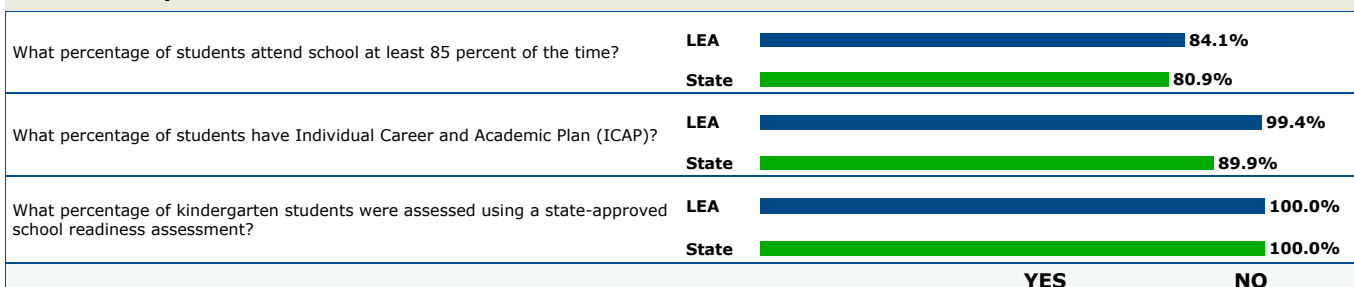 What percentage of students attend school at least 85 percent of the time?
LEA 84.1%
State 80.9%
What percentage of students have Individual Career and Academic Plan (ICAP)?
LEA 99.4%
State 89.9%
What percentage of kindergarten students were assessed using a state-approved
school readiness assessment?
LEA 100.0%
State 100.0%
YES NO